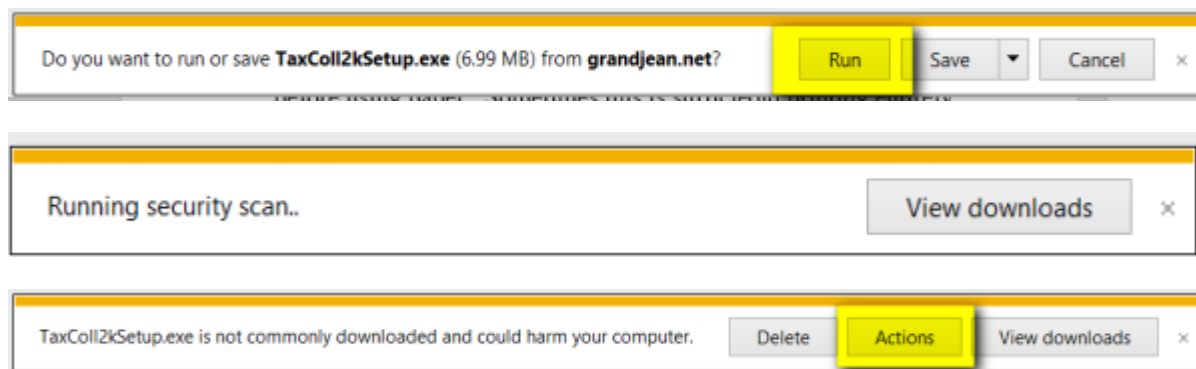 Do you want to run or save TaxColl2kSetup.exe (6.99 MB) from grandjean.net? Run Save Cancel ×
Running security scan.. View downloads ×
TaxColl2kSetup.exe is not commonly downloaded and could harm your computer. Delete Actions View downloads ×